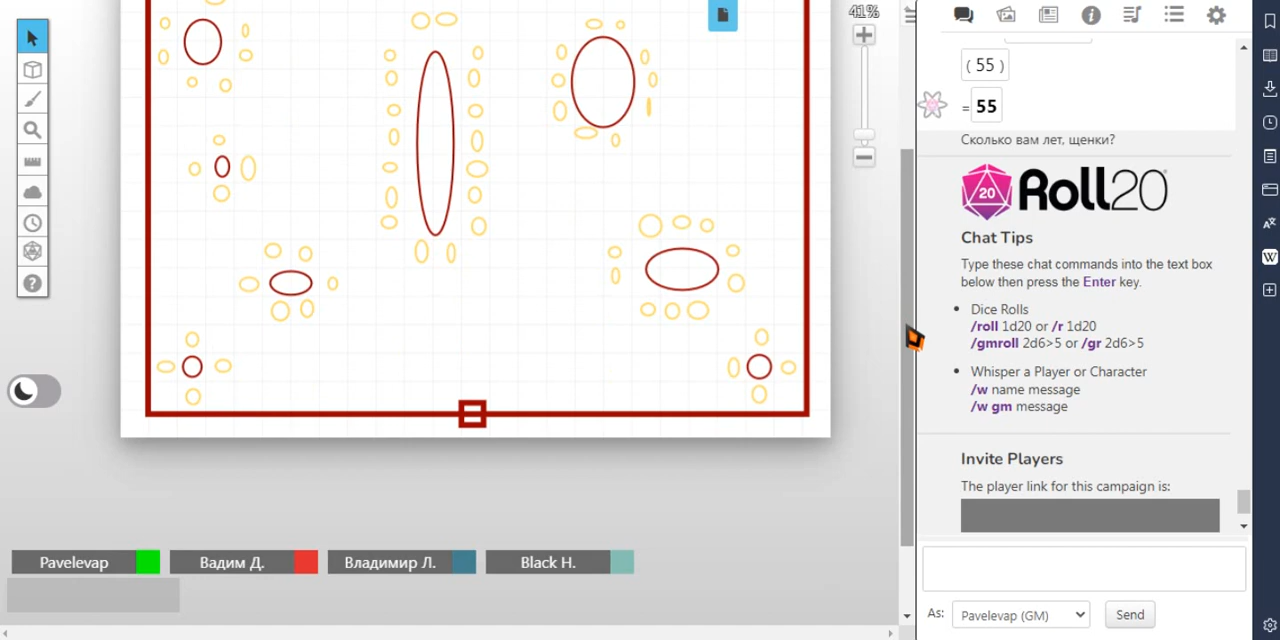 41%
( 55 )
= 55
Сколько вам лет, щенки?
20
Roll20
Chat Tips
Type these chat commands into the text box
below then press the Enter key.
Dice Rolls
/roll 1d20 or /r 1d20
/gmroll 2d6>5 or /gr 2d6>5
Whisper a Player or Character
/w name message
/w gm message
Invite Players
The player link for this campaign is:
Pavelevap
Вадим Д.
Владимир Л.
Black H.
As:
Pavelevap (GM)
Send